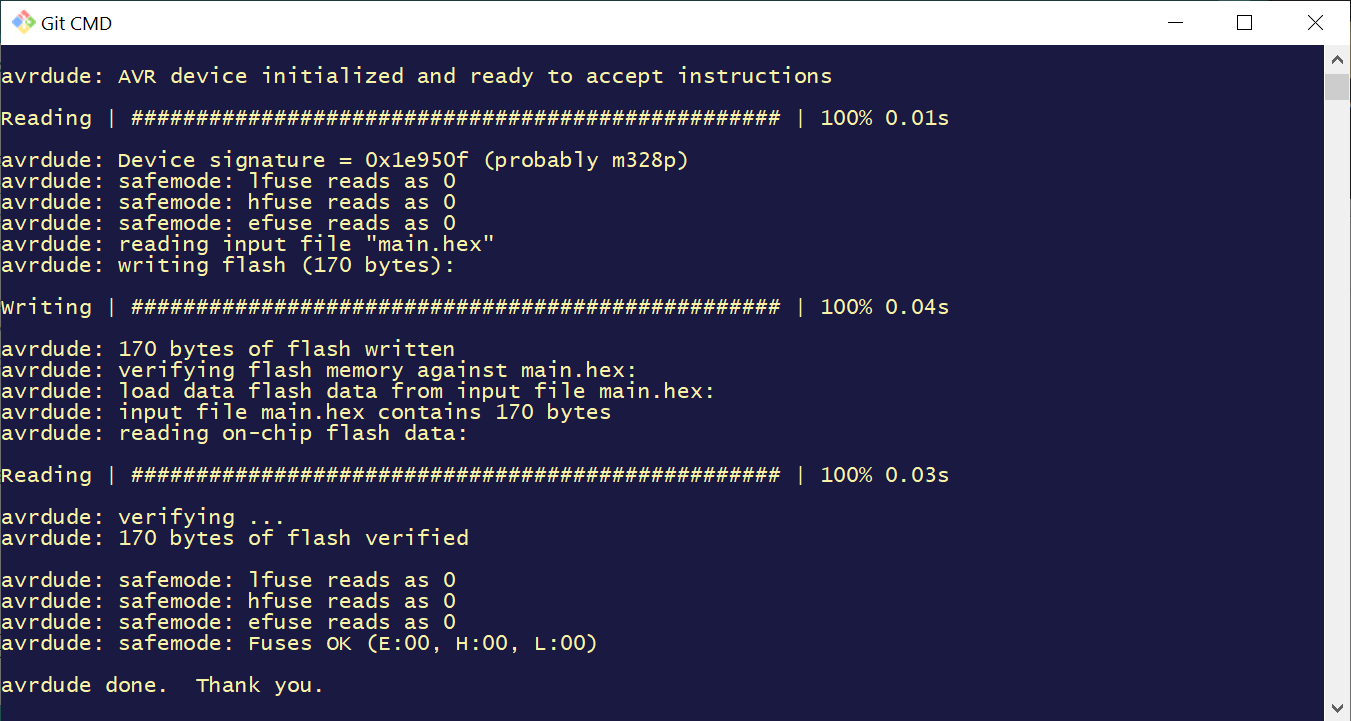 Git CMD
avrdude: AVR device initialized and ready to accept instructions
Reading | ################################################## | 100% 0.01s
avrdude: Device signature = 0x1e950f (probably m328p)
avrdude: safemode: lfuse reads as 0
avrdude: safemode: hfuse reads as 0
avrdude: safemode: efuse reads as 0
avrdude: reading input file "main.hex"
avrdude: writing flash (170 bytes):
Writing | ################################################## | 100% 0.04s
avrdude: 170 bytes of flash written
avrdude: verifying flash memory against main.hex:
avrdude: load data flash data from input file main.hex:
avrdude: input file main.hex contains 170 bytes
avrdude: reading on-chip flash data:
Reading | ################################################## | 100% 0.03s
avrdude: verifying ...
avrdude: 170 bytes of flash verified
avrdude: safemode: lfuse reads as 0
avrdude: safemode: hfuse reads as 0
avrdude: safemode: efuse reads as 0
avrdude: safemode: Fuses OK (E:00, H:00, L:00)
avrdude done.  Thank you.